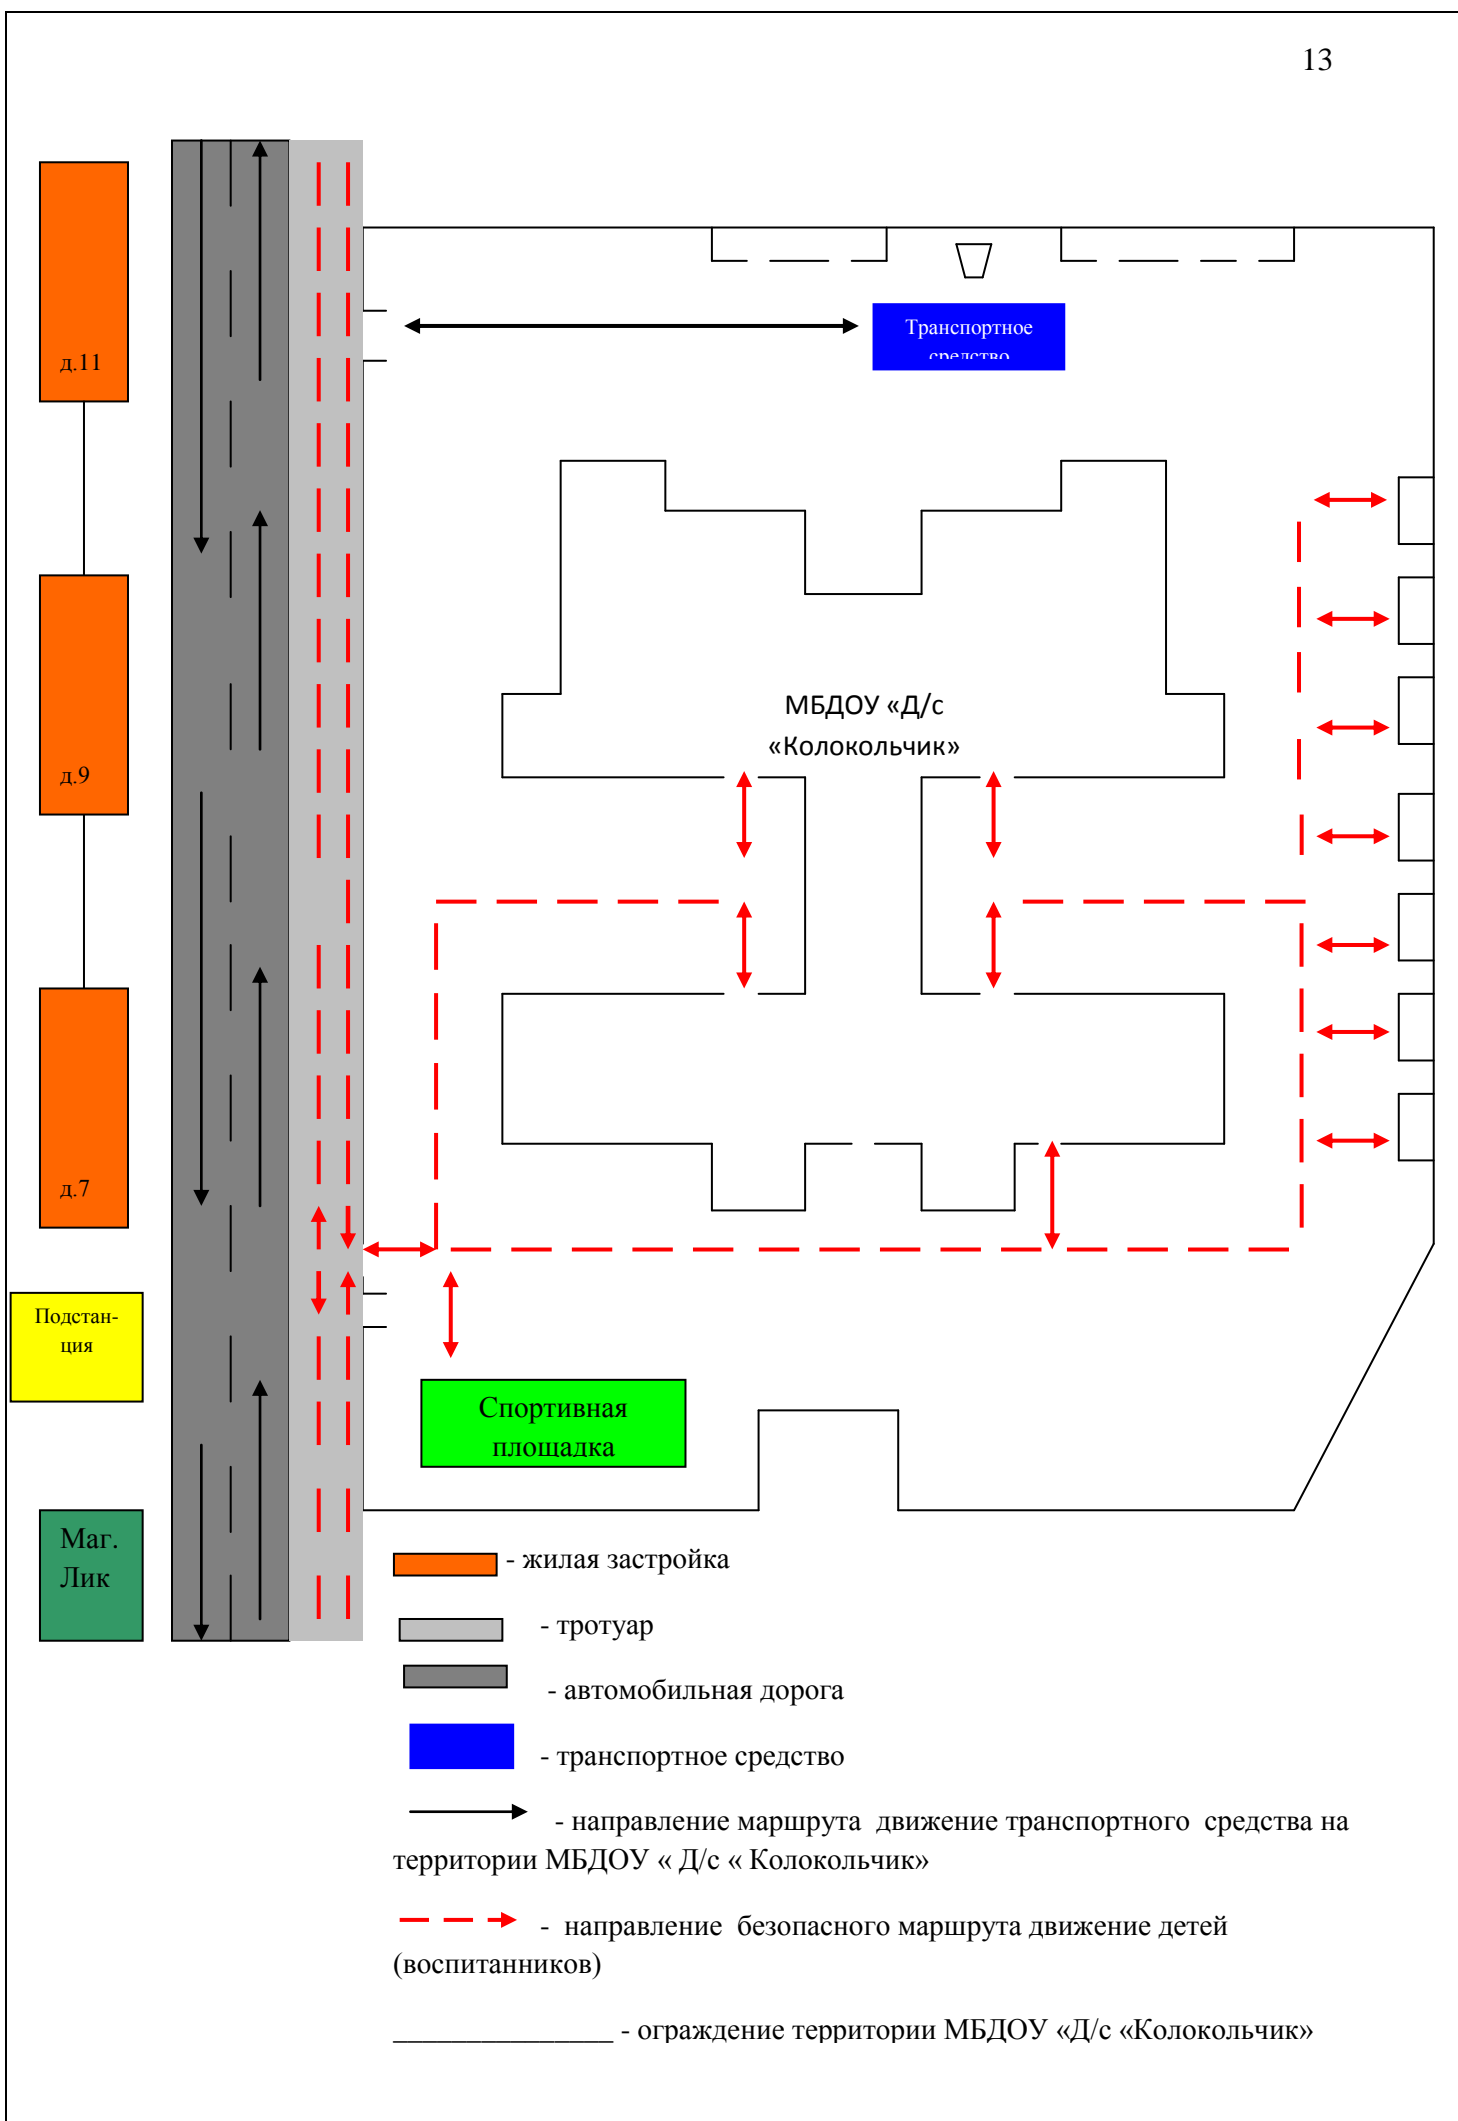 13
д.11
Транспортное
средство
МБДОУ «Д/с
«Колокольчик»
д.9
д.7
Подстан-
ция
Спортивная
площадка
Маг.
Лик
- жилая застройка
- тротуар
- автомобильная дорога
- транспортное средство
- направление маршрута движение транспортного средства на
территории МБДОУ « Д/с « Колокольчик»
- направление безопасного маршрута движение детей
(воспитанников)
_________________ - ограждение территории МБДОУ «Д/с «Колокольчик»